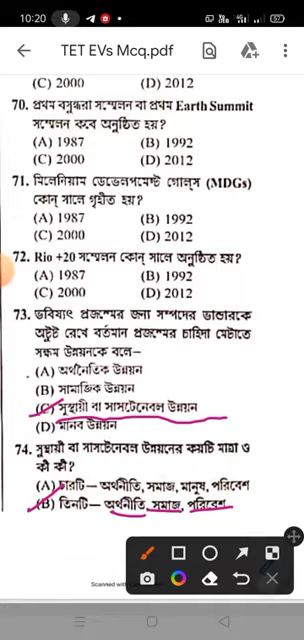 10:20
TET EVs Mcq.pdf
(C) 2000 (D) 2012
70. প্রথম বসুন্ধরা সম্মেলন বা প্রথম Earth Summit
সম্মেলন কবে অনুষ্ঠিত হয়?
(A) 1987 (B) 1992
(C) 2000 (D) 2012
71. মিলেনিয়াম ডেভেলপমেন্ট গোল্‌স (MDGs)
কোন্ সালে গৃহীত হয়?
(A) 1987 (B) 1992
(C) 2000 (D) 2012
72. Rio +20 সম্মেলন কোন্ সালে অনুষ্ঠিত হয়?
(A) 1987 (B) 1992
(C) 2000 (D) 2012
73. ভবিষ্যৎ প্রজন্মের জন্য সম্পদের ভান্ডারকে
অটুট রেখে বর্তমান প্রজন্মের চাহিদা মেটাতে
সক্ষম উন্নয়নকে বলে—
(A) অর্থনৈতিক উন্নয়ন
(B) সামাজিক উন্নয়ন
(C) সুস্থায়ী বা সাসটেনেবল উন্নয়ন
(D) মানব উন্নয়ন
74. সুস্থায়ী বা সাসটেনেবল উন্নয়নের কয়টি মাত্রা ও
কী কী?
(A) চারটি— অর্থনীতি, সমাজ, মানুষ, পরিবেশ
(B) তিনটি— অর্থনীতি, সমাজ, পরিবেশ